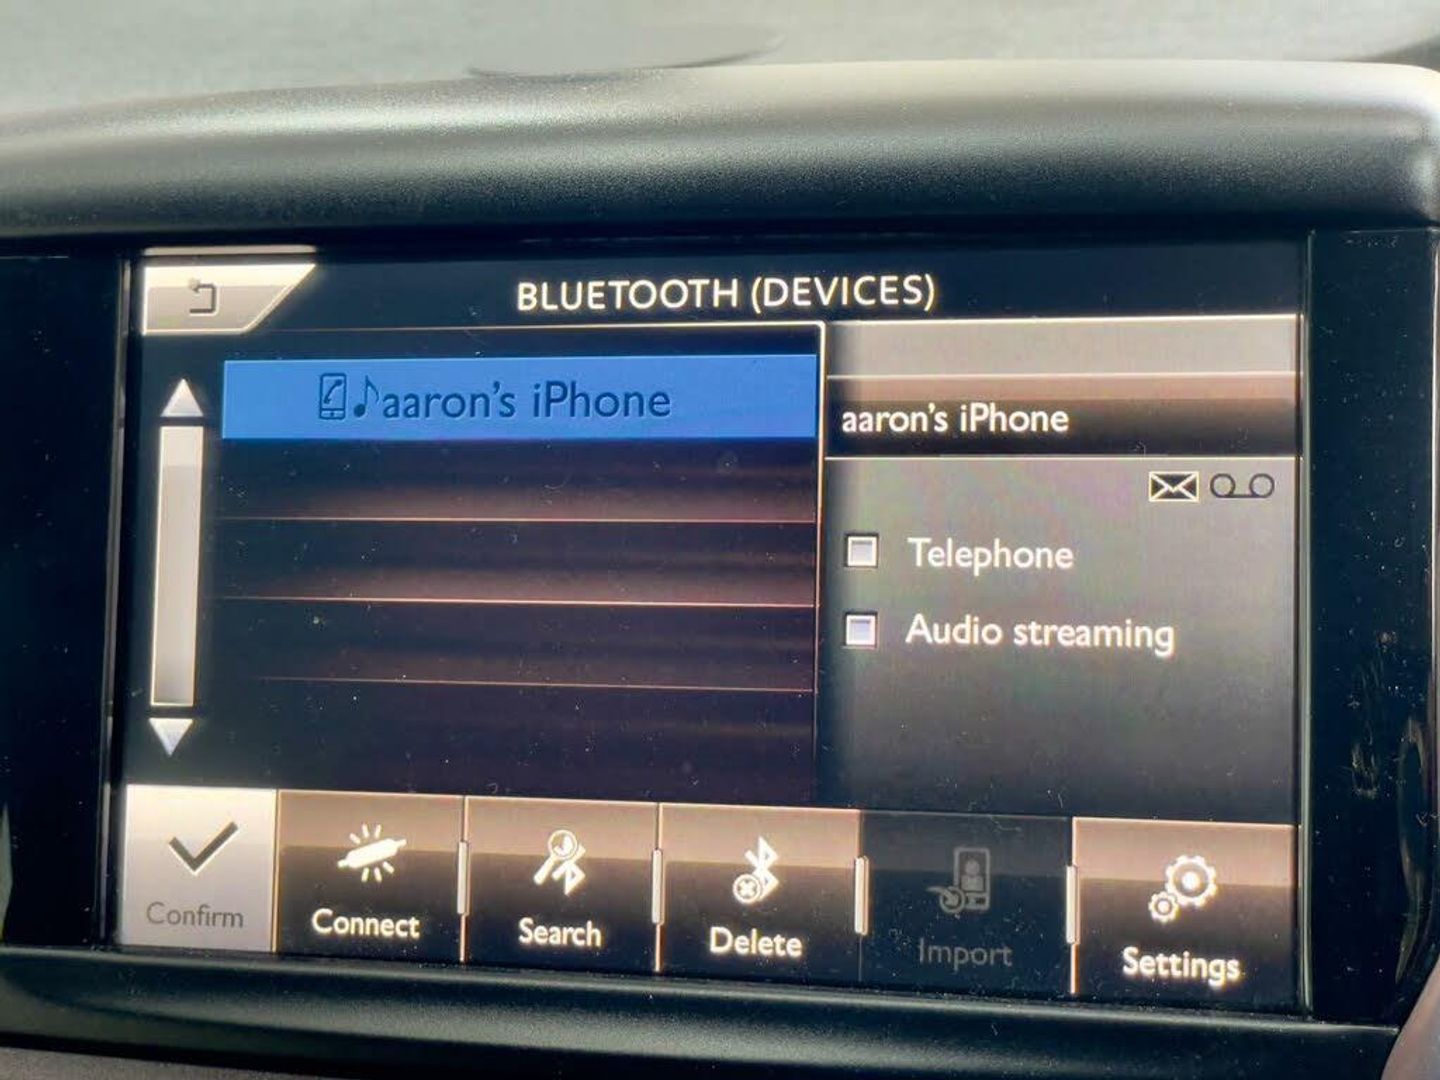 BLUETOOTH (DEVICES)
aaron's iPhone
aaron's iPhone
Telephone
Audio streaming
Confirm
Connect
Search
Delete
Import
Settings